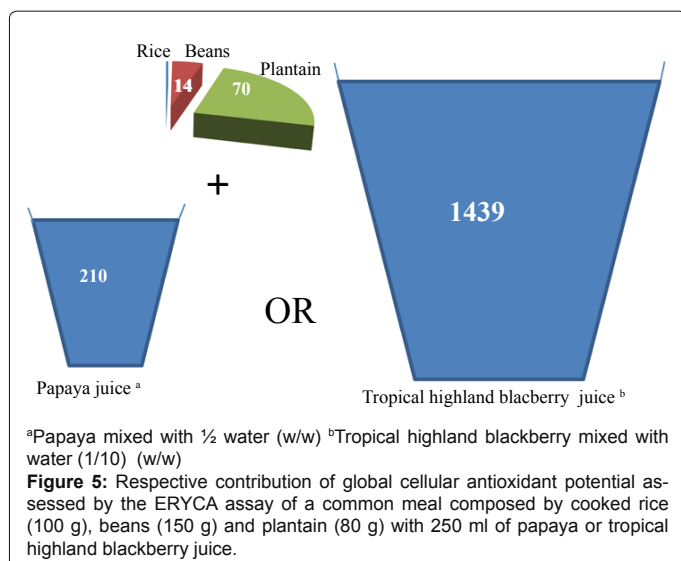 Rice Beans
Plantain
14
70
+
1439
210
OR
Papaya juice ᵃ
Tropical highland blacberry juice ᵇ
ᵃPapaya mixed with ½ water (w/w) ᵇTropical highland blackberry mixed with
water (1/10) (w/w)
Figure 5: Respective contribution of global cellular antioxidant potential as-
sessed by the ERYCA assay of a common meal composed by cooked rice
(100 g), beans (150 g) and plantain (80 g) with 250 ml of papaya or tropical
highland blackberry juice.